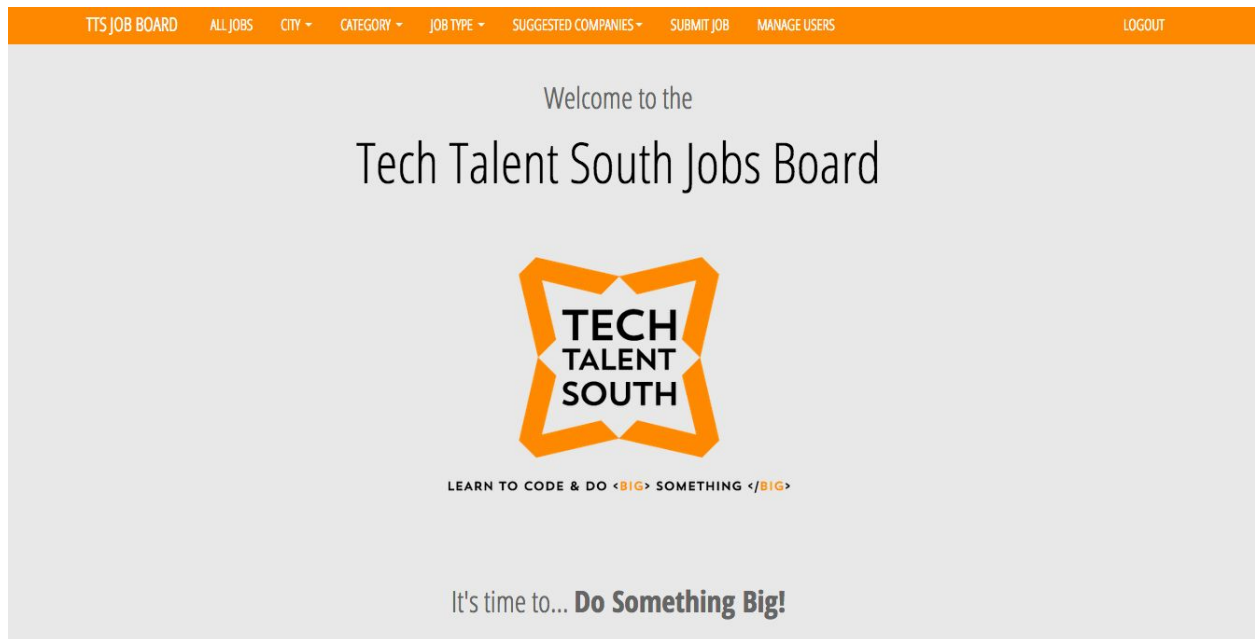 TTS JOB BOARD ALL JOBS CITY CATEGORY JOB TYPE SUGGESTED COMPANIES SUBMIT JOB MANAGE USERS LOGOUT
Welcome to the
Tech Talent South Jobs Board
TECH
TALENT
SOUTH
LEARN TO CODE & DO <BIG> SOMETHING </BIG>
It's time to... Do Something Big!